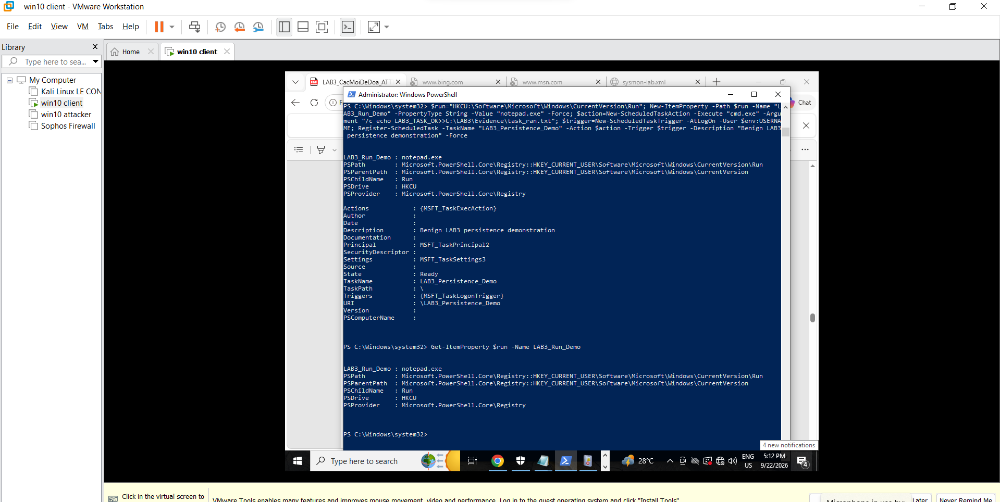 win10 client - VMware Workstation
File Edit View VM Tabs Help
Library
Type here to sea...
My Computer
Kali Linux LE CON
win10 client
win10 attacker
Sophos Firewall
Home
win10 client
LAB3_CacMoiDeDoa_ATT
www.bing.com
www.msn.com
sysmon-lab.xml
Chat
Administrator: Windows PowerShell
PS C:\Windows\system32> $run="HKCU:\Software\Microsoft\Windows\CurrentVersion\Run"; New-ItemProperty -Path $run -Name "L
AB3_Run_Demo" -PropertyType String -Value "notepad.exe" -Force; $action=New-ScheduledTaskAction -Execute "cmd.exe" -Argu
ment "/c echo LAB3_TASK_OK>>C:\LAB3\Evidence\task_ran.txt"; $trigger=New-ScheduledTaskTrigger -AtLogOn -User $env:USERNA
ME; Register-ScheduledTask -TaskName "LAB3_Persistence_Demo" -Action $action -Trigger $trigger -Description "Benign LAB3
persistence demonstration" -Force
LAB3_Run_Demo : notepad.exe
PSPath : Microsoft.PowerShell.Core\Registry::HKEY_CURRENT_USER\Software\Microsoft\Windows\CurrentVersion\Run
PSParentPath : Microsoft.PowerShell.Core\Registry::HKEY_CURRENT_USER\Software\Microsoft\Windows\CurrentVersion
PSChildName : Run
PSDrive : HKCU
PSProvider : Microsoft.PowerShell.Core\Registry
Actions : {MSFT_TaskExecAction}
Author :
Date :
Description : Benign LAB3 persistence demonstration
Documentation :
Principal : MSFT_TaskPrincipal2
SecurityDescriptor :
Settings : MSFT_TaskSettings3
Source :
State : Ready
TaskName : LAB3_Persistence_Demo
TaskPath : \
Triggers : {MSFT_TaskLogonTrigger}
URI : \LAB3_Persistence_Demo
Version :
PSComputerName :
PS C:\Windows\system32> Get-ItemProperty $run -Name LAB3_Run_Demo
LAB3_Run_Demo : notepad.exe
PSPath : Microsoft.PowerShell.Core\Registry::HKEY_CURRENT_USER\Software\Microsoft\Windows\CurrentVersion\Run
PSParentPath : Microsoft.PowerShell.Core\Registry::HKEY_CURRENT_USER\Software\Microsoft\Windows\CurrentVersion
PSChildName : Run
PSDrive : HKCU
PSProvider : Microsoft.PowerShell.Core\Registry
PS C:\Windows\system32>
4 new notifications
Type here to search
28°C
ENG
US
5:12 PM
9/22/2026
4
Click in the virtual screen to
VMware Tools enables many features and improves mouse movement, video and performance. Log in to the guest operating system and click "Install Tools"
Microphone in use by:
Later
Never Remind Me